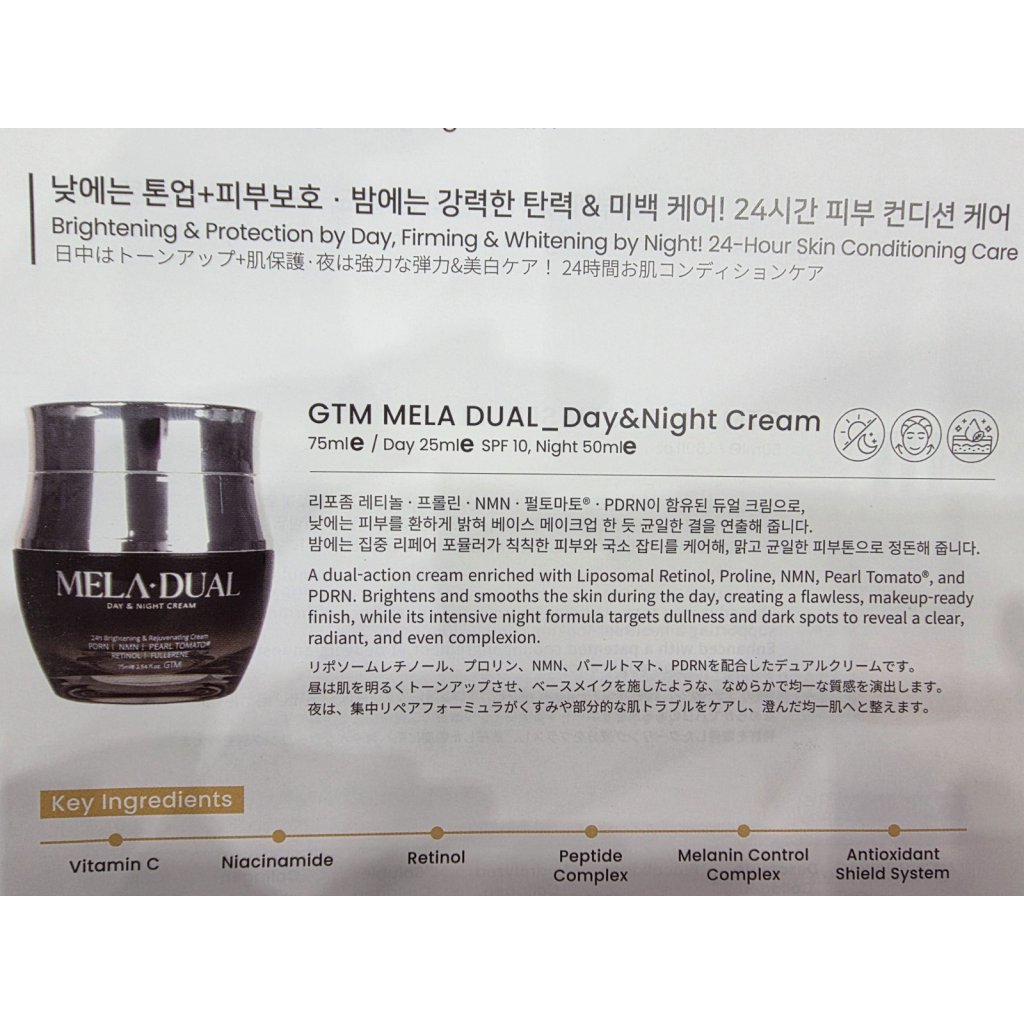 낮에는 톤업+피부보호 · 밤에는 강력한 탄력 & 미백 케어! 24시간 피부 컨디션 케어
Brightening & Protection by Day, Firming & Whitening by Night! 24-Hour Skin Conditioning Care
日中はトーンアップ+肌保護·夜は強力な弾力&美白ケア! 24時間お肌コンディションケア
GTM MELA DUAL_Day&Night Cream
75ml℮ / Day 25ml℮ SPF 10, Night 50ml℮
리포좀 레티놀 · 프롤린 · NMN · 펄토마토® · PDRN이 함유된 듀얼 크림으로,
낮에는 피부를 환하게 밝혀 베이스 메이크업 한 듯 균일한 결을 연출해 줍니다.
밤에는 집중 리페어 포뮬러가 칙칙한 피부와 국소 잡티를 케어해, 맑고 균일한 피부톤으로 정돈해 줍니다.
A dual-action cream enriched with Liposomal Retinol, Proline, NMN, Pearl Tomato®, and
PDRN. Brightens and smooths the skin during the day, creating a flawless, makeup-ready
finish, while its intensive night formula targets dullness and dark spots to reveal a clear,
radiant, and even complexion.
リポソームレチノール、プロリン、NMN、パールトマト、PDRNを配合したデュアルクリームです。
昼は肌を明るくトーンアップさせ、ベースメイクを施したような、なめらかで均一な質感を演出します。
夜は、集中リペアフォーミュラがくすみや部分的な肌トラブルをケアし、澄んだ均一肌へと整えます。
MELA·DUAL
DAY & NIGHT CREAM
24h Brightening & Rejuvenating Cream
PDRN | NMN | PEARL TOMATO®
RETINOL | FULLERENE
75ml℮ 2.54 fl.oz. GTM
Key Ingredients
Vitamin C
Niacinamide
Retinol
Peptide
Complex
Melanin Control
Complex
Antioxidant
Shield System